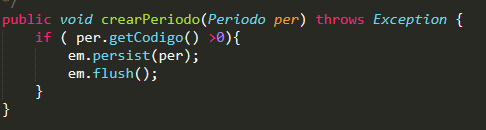 */
public void crearPeriodo(Periodo per) throws Exception {
    if ( per.getCodigo() >0){
        em.persist(per);
        em.flush();
    }
}